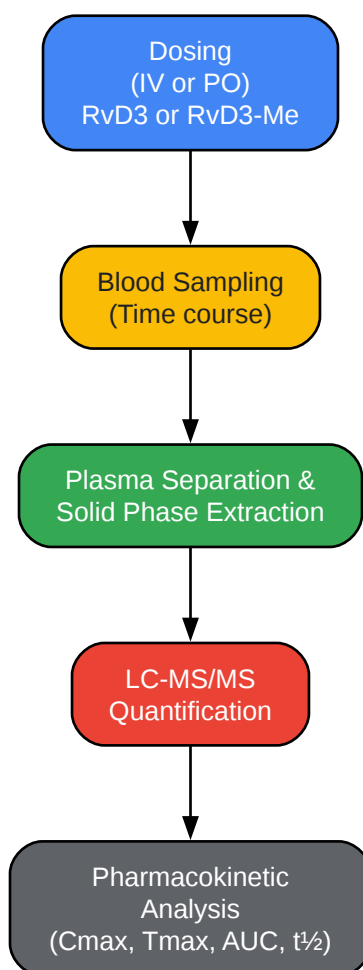 Dosing
(IV or PO)
RvD3 or RvD3-Me
Blood Sampling
(Time course)
Plasma Separation &
Solid Phase Extraction
LC-MS/MS
Quantification
Pharmacokinetic
Analysis
(Cmax, Tmax, AUC, t½)